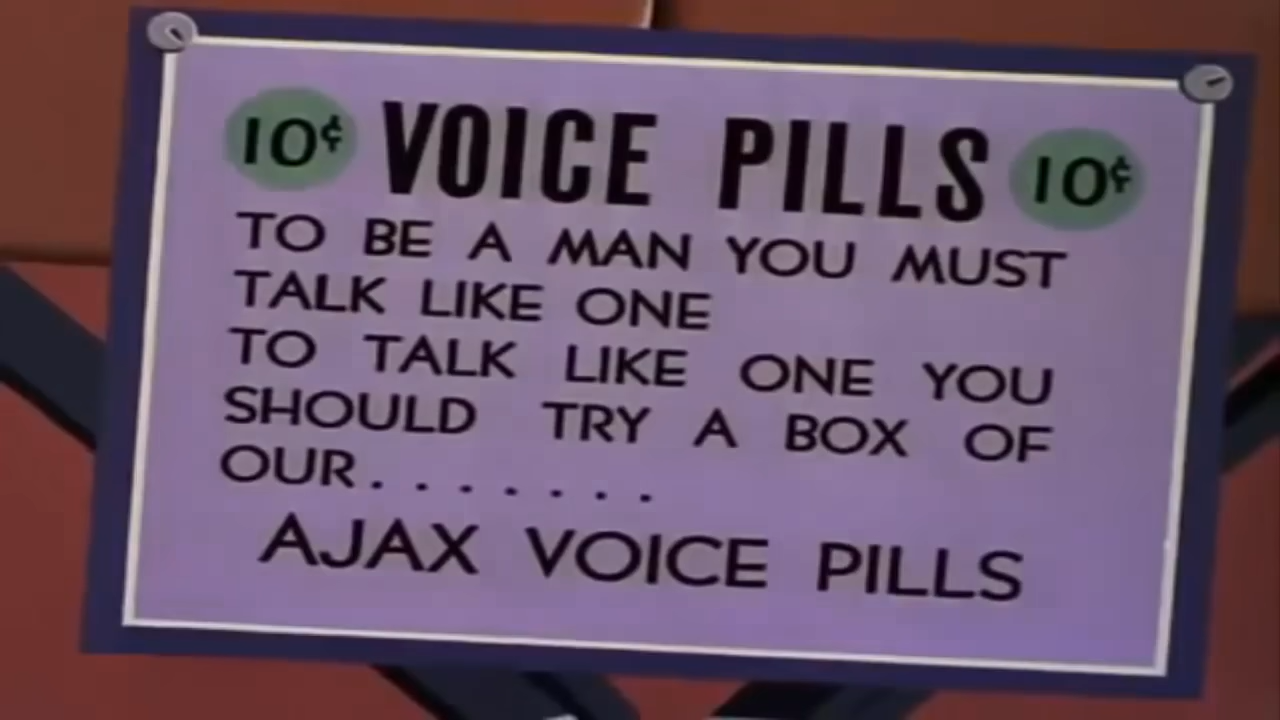 10¢ VOICE PILLS 10¢
TO BE A MAN YOU MUST
TALK LIKE ONE
TO TALK LIKE ONE YOU
SHOULD TRY A BOX OF
OUR.......
AJAX VOICE PILLS